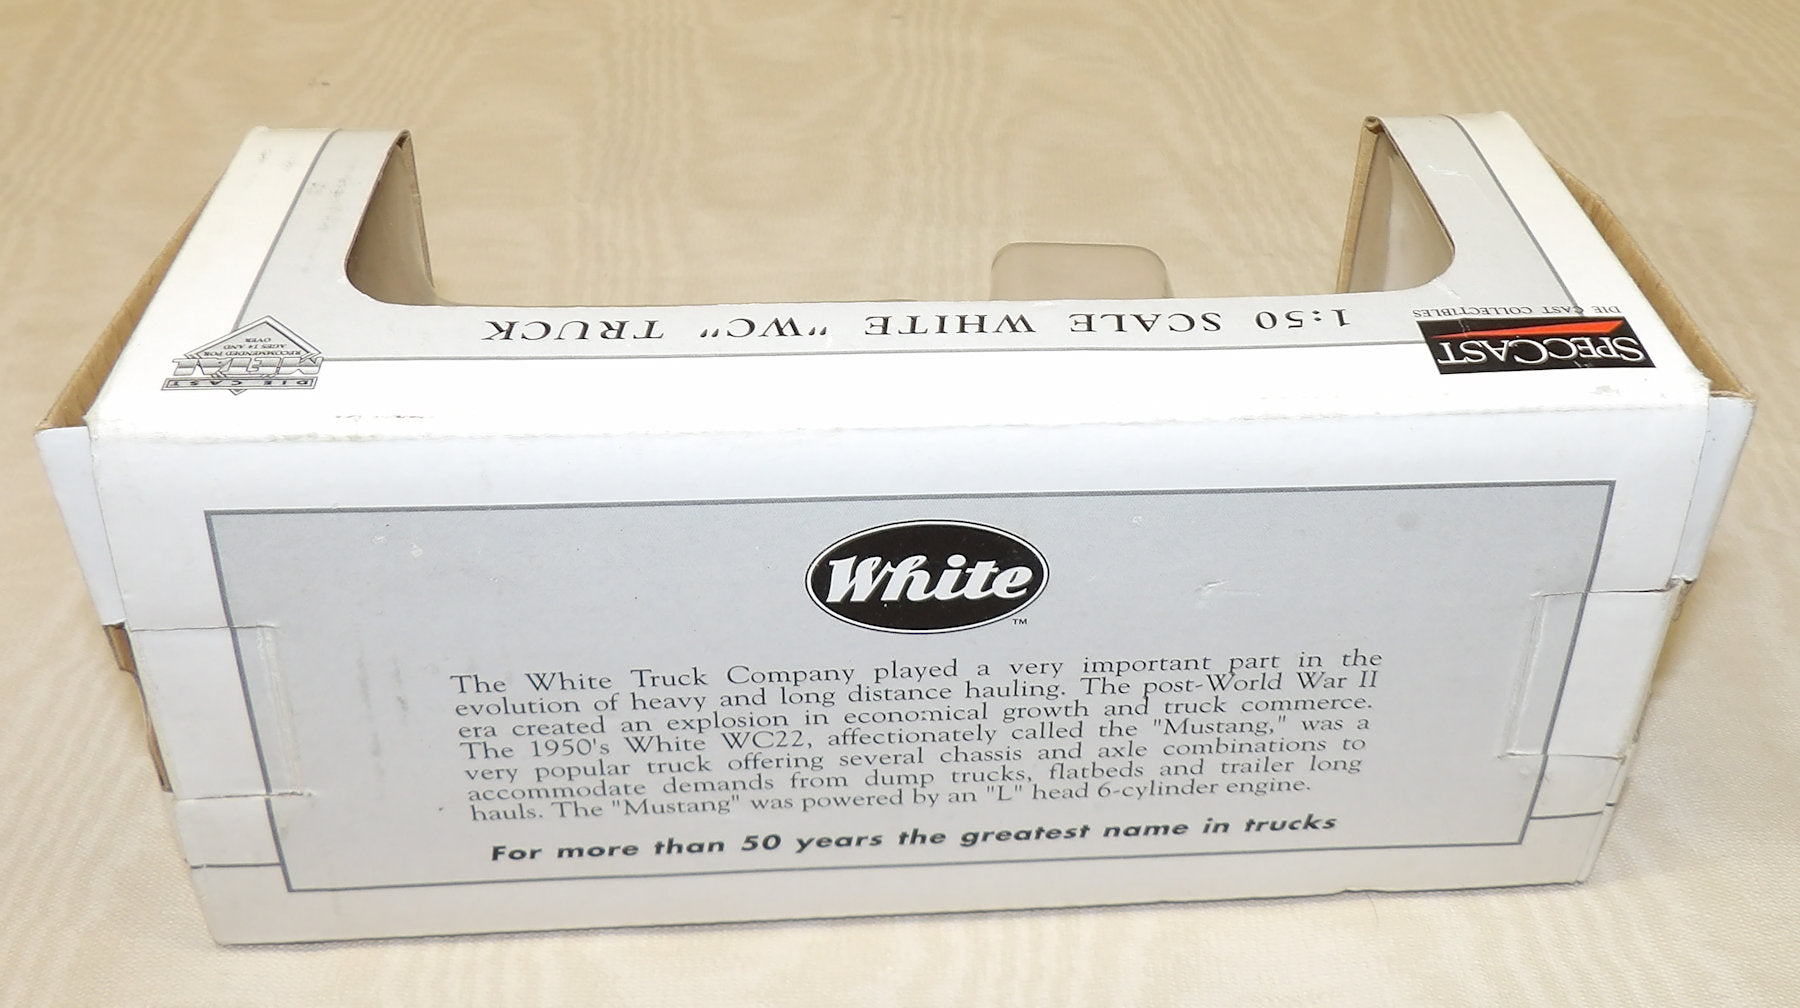 DIE CAST COLLECTIBLES
SPECCAST
1:50 SCALE WHITE "WC" TRUCK
RECOMMENDED FOR
AGES 14 AND
OVER
METAL
DIE CAST
White
TM
The White Truck Company played a very important part in the
evolution of heavy and long distance hauling. The post-World War II
era created an explosion in economical growth and truck commerce.
The 1950's White WC22, affectionately called the "Mustang," was a
very popular truck offering several chassis and axle combinations to
accommodate demands from dump trucks, flatbeds and trailer long
hauls. The "Mustang" was powered by an "L" head 6-cylinder engine.
For more than 50 years the greatest name in trucks